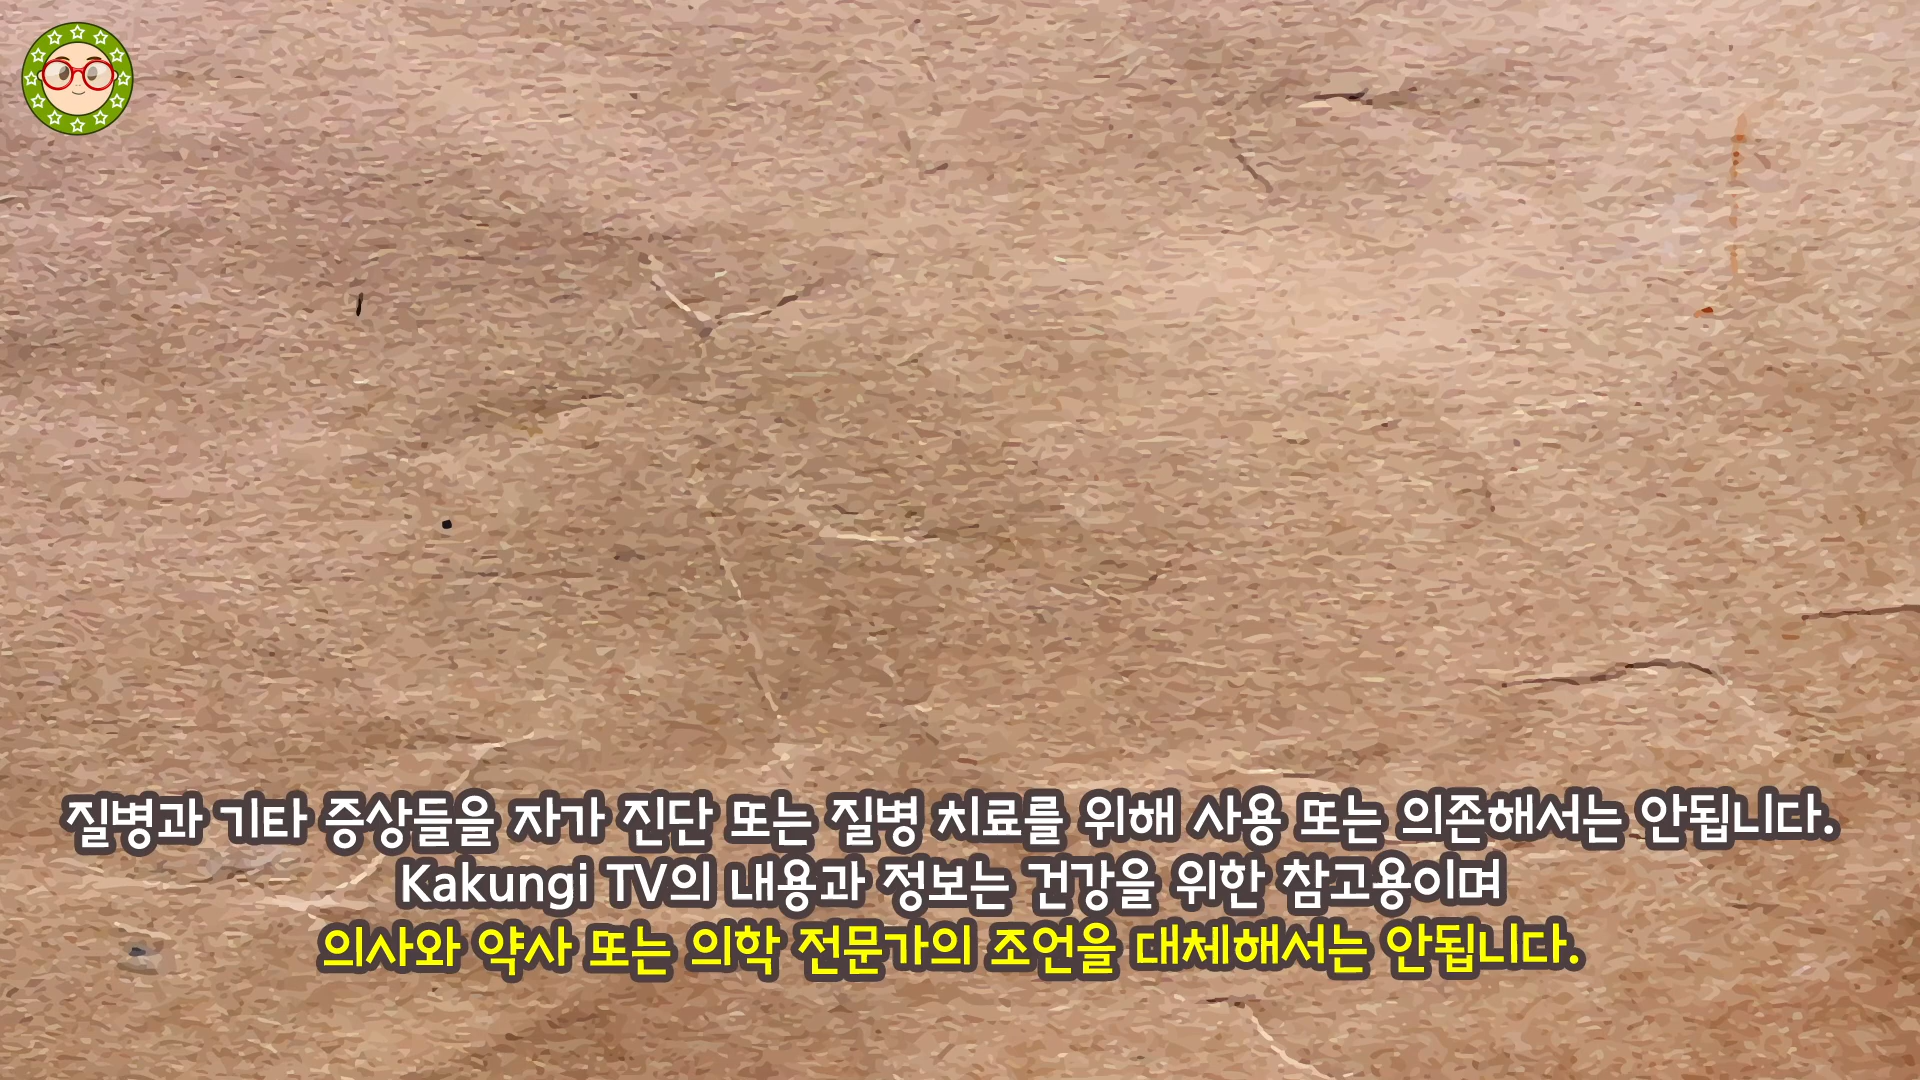 질병과 기타 증상들을 자가 진단 또는 질병 치료를 위해 사용 또는 의존해서는 안됩니다.
Kakungi TV의 내용과 정보는 건강을 위한 참고용이며
의사와 약사 또는 의학 전문가의 조언을 대체해서는 안됩니다.